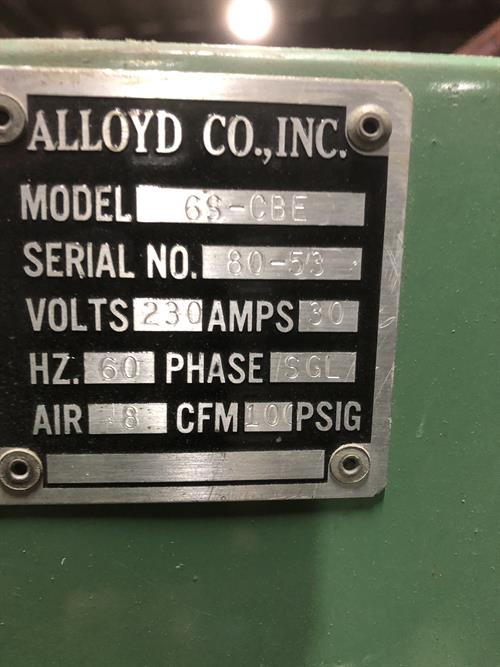 ALLOYD CO., INC.
MODEL 6S-CBE
SERIAL NO. 80-53
VOLTS 230 AMPS 30
HZ. 60 PHASE SGL
AIR 8 CFM 100 PSIG